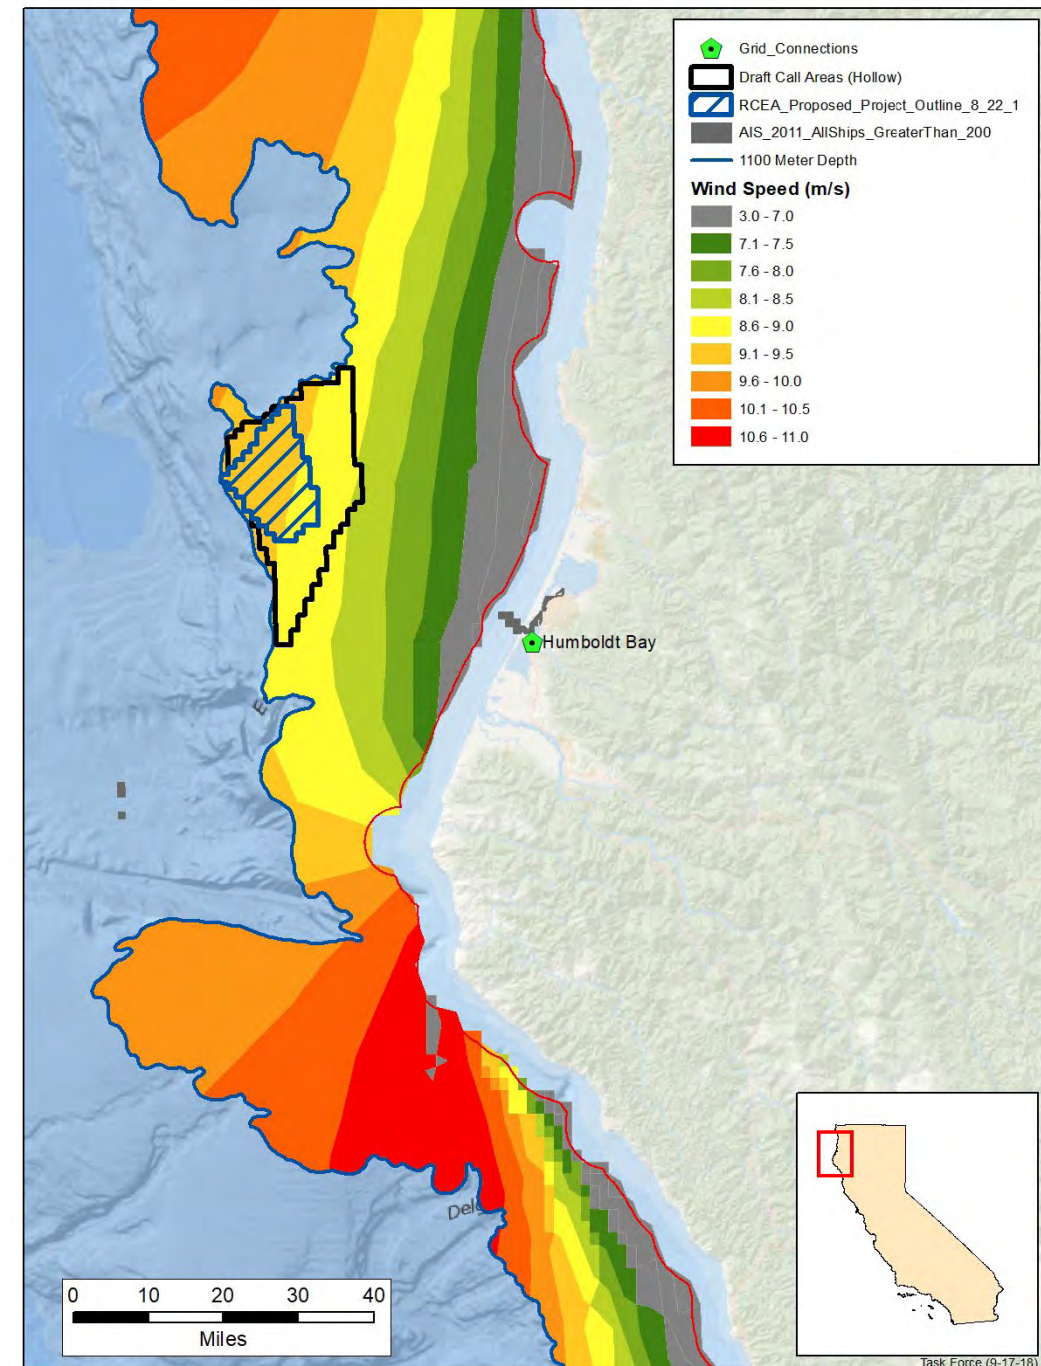 Grid_Connections
Draft Call Areas (Hollow)
RCEA_Proposed_Project_Outline_8_22_1
AIS_2011_AllShips_GreaterThan_200
1100 Meter Depth
Wind Speed (m/s)
3.0 - 7.0
7.1 - 7.5
7.6 - 8.0
8.1 - 8.5
8.6 - 9.0
9.1 - 9.5
9.6 - 10.0
10.1 - 10.5
10.6 - 11.0
Humboldt Bay
E
Delg
0 10 20 30 40
Miles
Task Force (9-17-18)